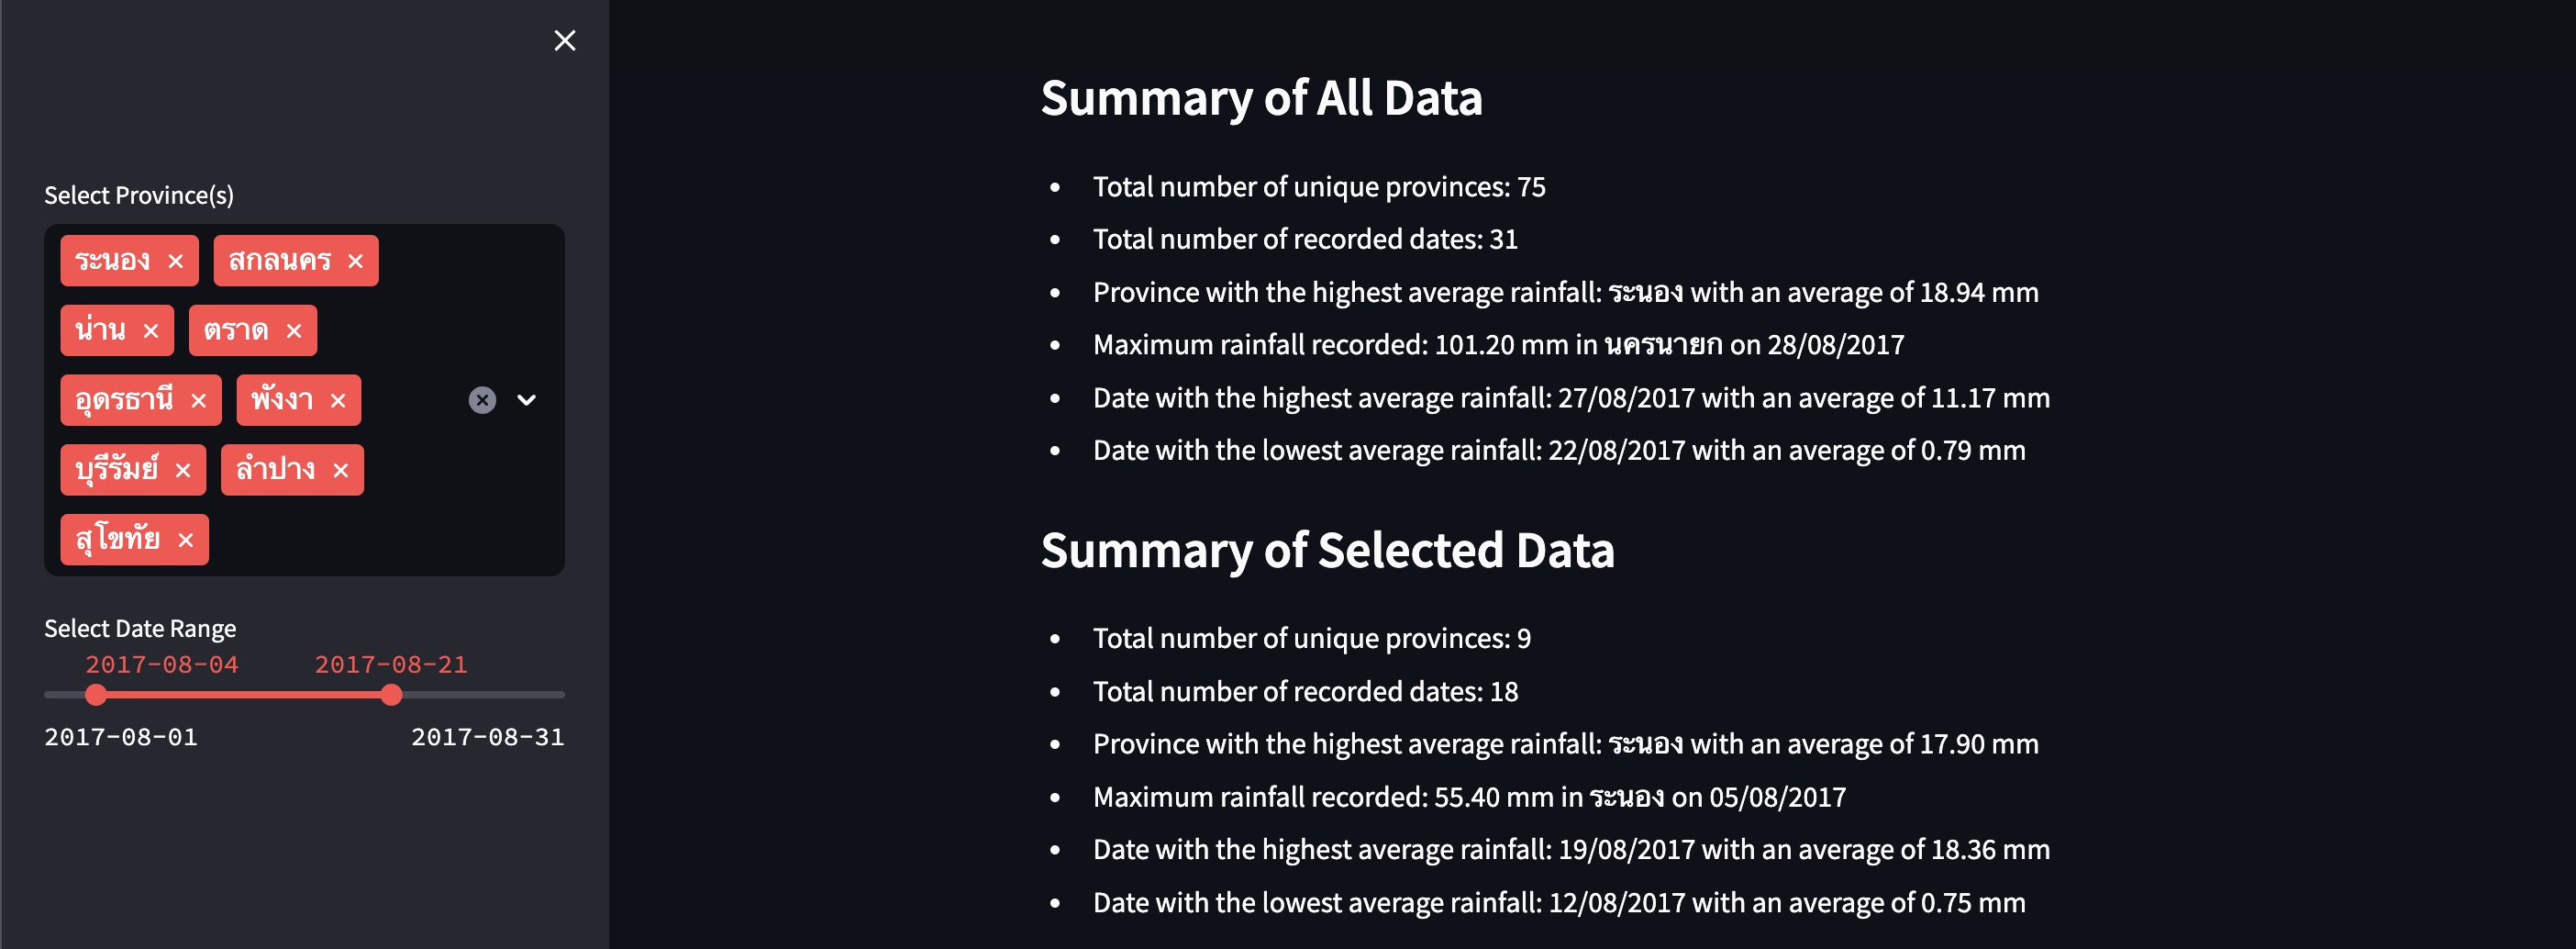 Select Province(s)
ระนอง × สกลนคร ×
น่าน × ตราด ×
อุดรธานี × พังงา ×
บุรีรัมย์ × ลำปาง ×
สุโขทัย ×
Select Date Range
2017-08-04 2017-08-21
2017-08-01 2017-08-31
Summary of All Data
• Total number of unique provinces: 75
• Total number of recorded dates: 31
• Province with the highest average rainfall: ระนอง with an average of 18.94 mm
• Maximum rainfall recorded: 101.20 mm in นครนายก on 28/08/2017
• Date with the highest average rainfall: 27/08/2017 with an average of 11.17 mm
• Date with the lowest average rainfall: 22/08/2017 with an average of 0.79 mm
Summary of Selected Data
• Total number of unique provinces: 9
• Total number of recorded dates: 18
• Province with the highest average rainfall: ระนอง with an average of 17.90 mm
• Maximum rainfall recorded: 55.40 mm in ระนอง on 05/08/2017
• Date with the highest average rainfall: 19/08/2017 with an average of 18.36 mm
• Date with the lowest average rainfall: 12/08/2017 with an average of 0.75 mm